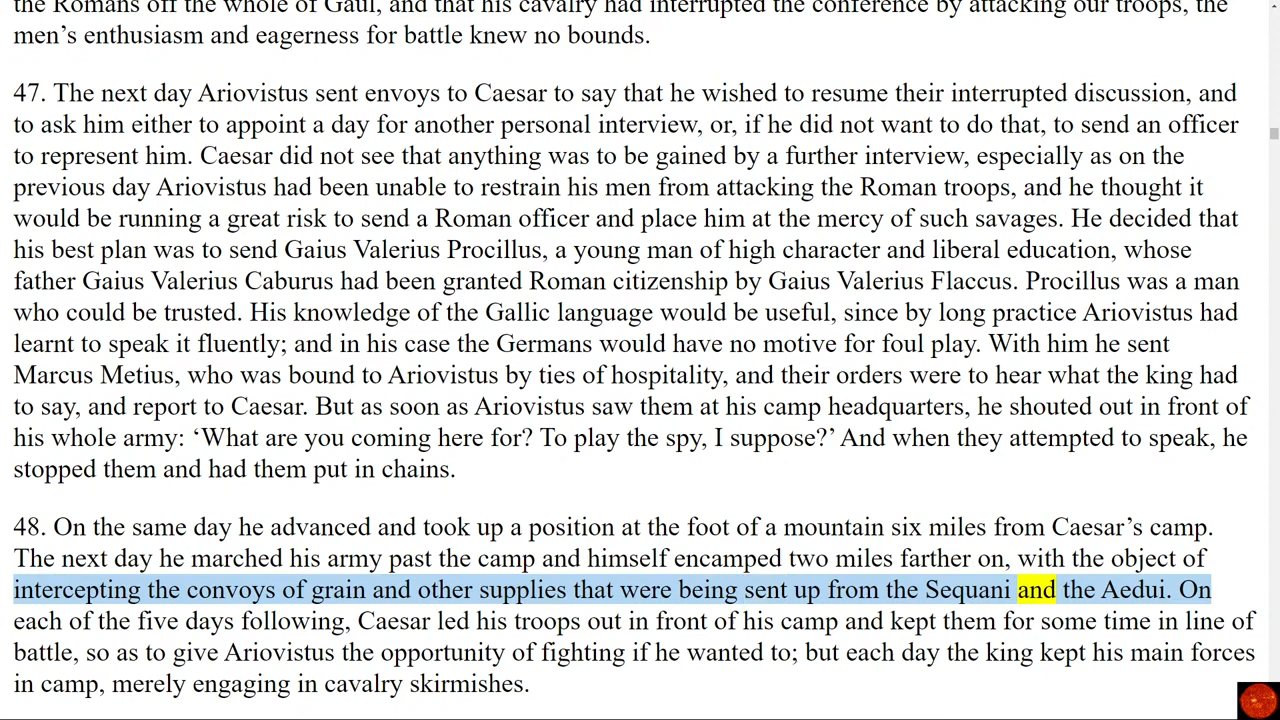 the Romans off the whole of Gaul, and that his cavalry had interrupted the conference by attacking our troops, the
men’s enthusiasm and eagerness for battle knew no bounds.
47. The next day Ariovistus sent envoys to Caesar to say that he wished to resume their interrupted discussion, and
to ask him either to appoint a day for another personal interview, or, if he did not want to do that, to send an officer
to represent him. Caesar did not see that anything was to be gained by a further interview, especially as on the
previous day Ariovistus had been unable to restrain his men from attacking the Roman troops, and he thought it
would be running a great risk to send a Roman officer and place him at the mercy of such savages. He decided that
his best plan was to send Gaius Valerius Procillus, a young man of high character and liberal education, whose
father Gaius Valerius Caburus had been granted Roman citizenship by Gaius Valerius Flaccus. Procillus was a man
who could be trusted. His knowledge of the Gallic language would be useful, since by long practice Ariovistus had
learnt to speak it fluently; and in his case the Germans would have no motive for foul play. With him he sent
Marcus Metius, who was bound to Ariovistus by ties of hospitality, and their orders were to hear what the king had
to say, and report to Caesar. But as soon as Ariovistus saw them at his camp headquarters, he shouted out in front of
his whole army: ‘What are you coming here for? To play the spy, I suppose?’ And when they attempted to speak, he
stopped them and had them put in chains.
48. On the same day he advanced and took up a position at the foot of a mountain six miles from Caesar’s camp.
The next day he marched his army past the camp and himself encamped two miles farther on, with the object of
intercepting the convoys of grain and other supplies that were being sent up from the Sequani and the Aedui. On
each of the five days following, Caesar led his troops out in front of his camp and kept them for some time in line of
battle, so as to give Ariovistus the opportunity of fighting if he wanted to; but each day the king kept his main forces
in camp, merely engaging in cavalry skirmishes.